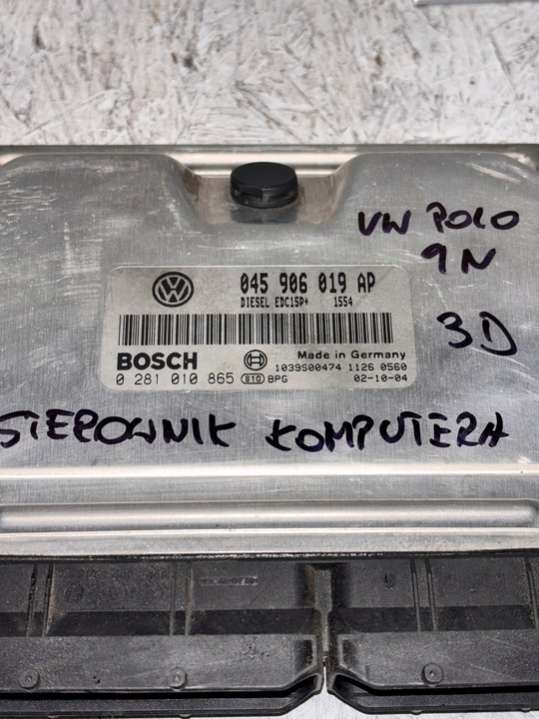 VW POLO
9N
045 906 019 AP
DIESEL EDC15P+ 1554
3D
BOSCH
Made in Germany
1039S00474 1126 0560
0 281 010 865 810 BPG 02-10-04
STEROWNIK KOMPUTERA